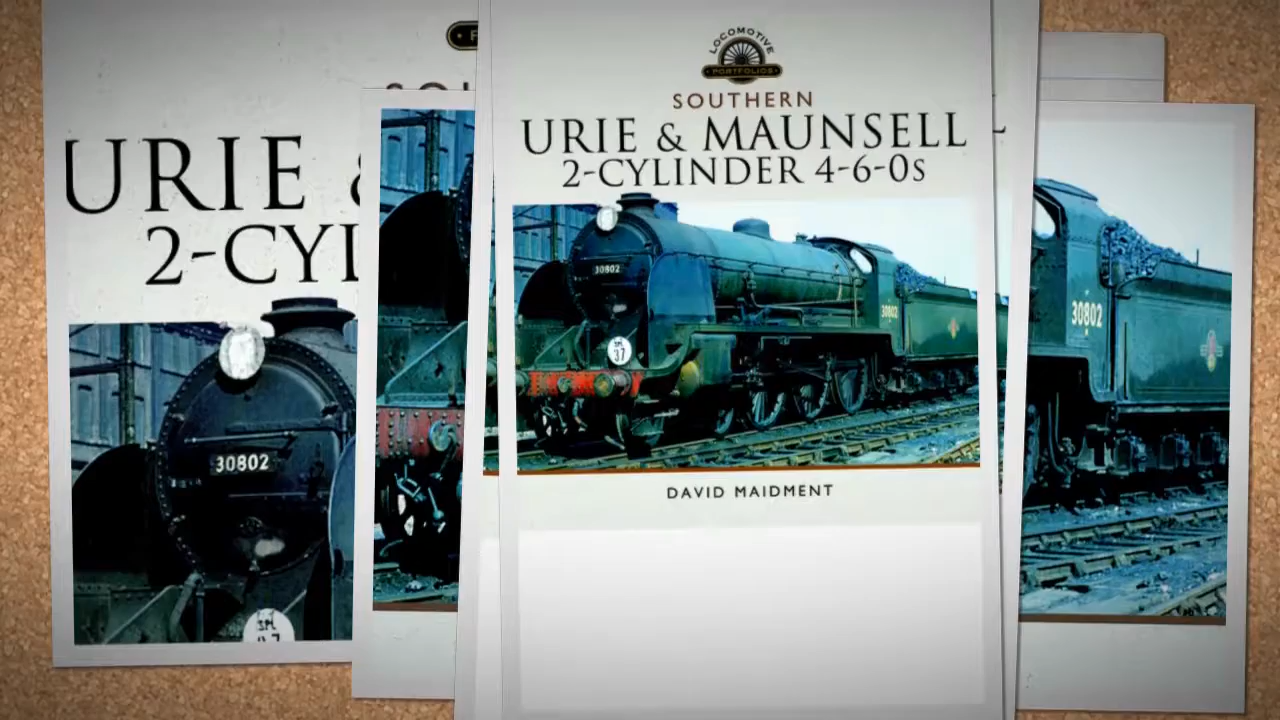 LOCOMOTIVE
PORTFOLIOS
SOUTHERN
URIE & MAUNSELL
2-CYLINDER 4-6-0s
30802
30802
SPL
37
DAVID MAIDMENT
URIE &
2-CYL
30802
SPL
30802